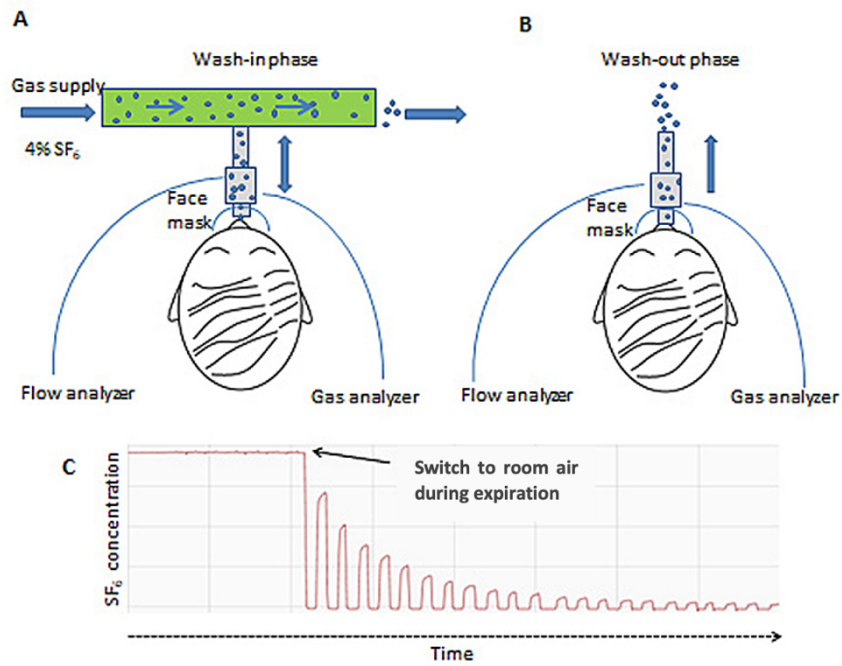 A
Wash-in phase
Gas supply
4% SF6
Face
mask
Flow analyzer
Gas analyzer
B
Wash-out phase
Face
mask
Flow analyzer
Gas analyzer
C
SF6 concentration
Switch to room air
during expiration
Time